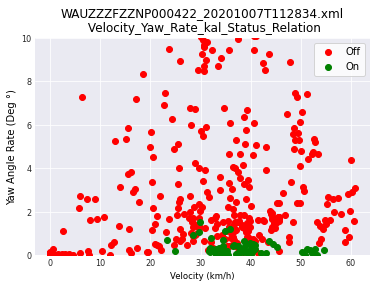 WAUZZZFZZNP000422_20201007T112834.xml
Velocity_Yaw_Rate_kal_Status_Relation
Off
On
Yaw Angle Rate (Deg °)
10
8
6
4
2
0
0 10 20 30 40 50 60
Velocity (km/h)